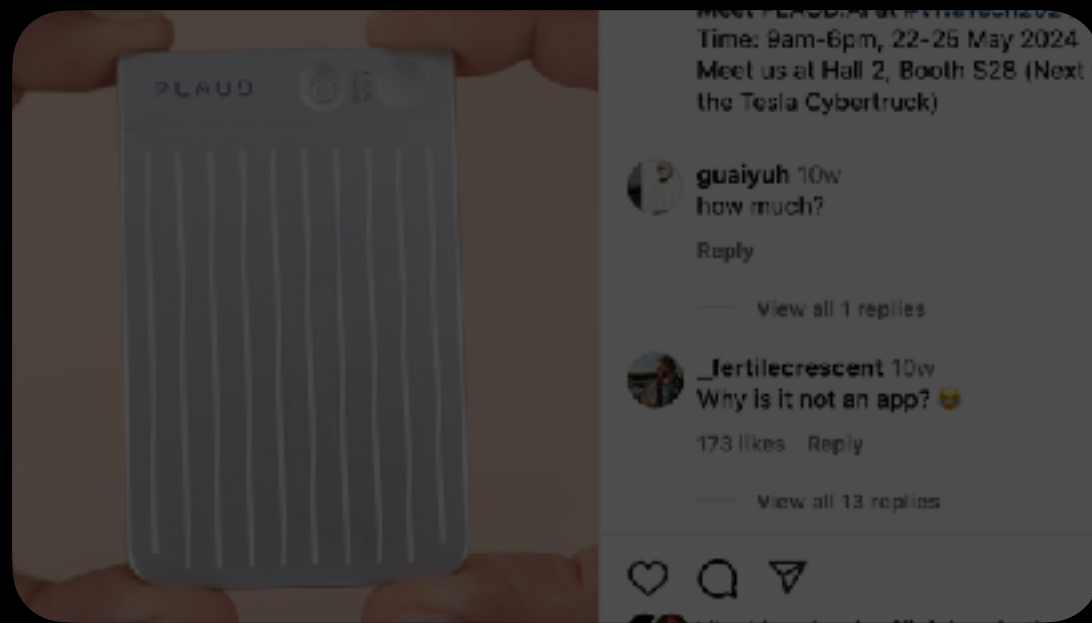 PLAUD
Time: 9am-6pm, 22-25 May 2024
Meet us at Hall 2, Booth S28 (Next
the Tesla Cybertruck)
guaiyuh 10w
how much?
Reply
View all 1 replies
_fertilecrescent 10w
Why is it not an app? 😂
173 likes Reply
View all 13 replies